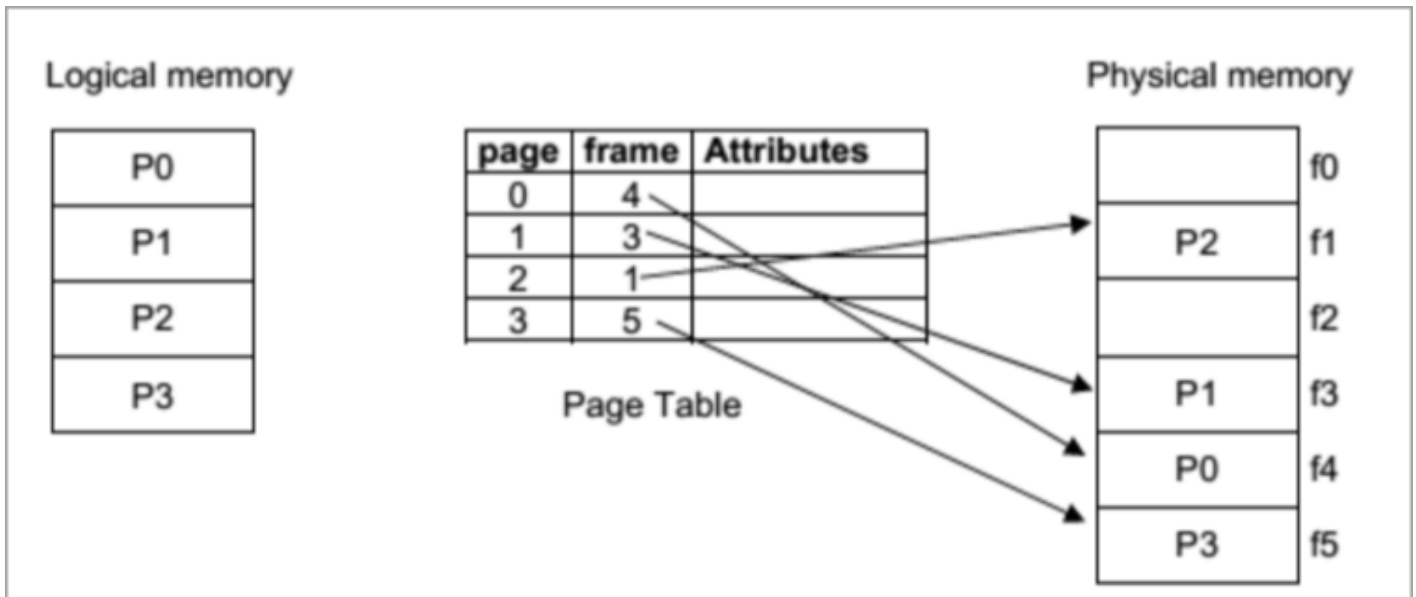 Logical memory
P0
P1
P2
P3
page frame Attributes
0 4
1 3
2 1
3 5
Page Table
Physical memory
f0
P2 f1
f2
P1 f3
P0 f4
P3 f5